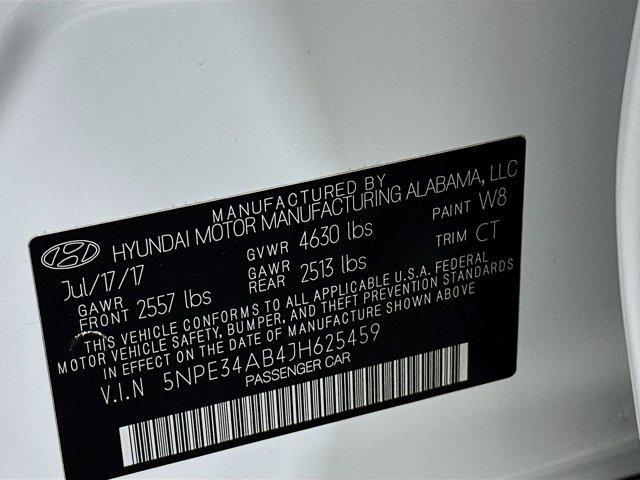 MANUFACTURED BY
HYUNDAI MOTOR MANUFACTURING ALABAMA, LLC
Jul/17/17 GVWR 4630 lbs PAINT W8
GAWR FRONT 2557 lbs GAWR REAR 2513 lbs TRIM CT
THIS VEHICLE CONFORMS TO ALL APPLICABLE U.S.A. FEDERAL
MOTOR VEHICLE SAFETY, BUMPER, AND THEFT PREVENTION STANDARDS
IN EFFECT ON THE DATE OF MANUFACTURE SHOWN ABOVE
V.I.N 5NPE34AB4JH625459
PASSENGER CAR